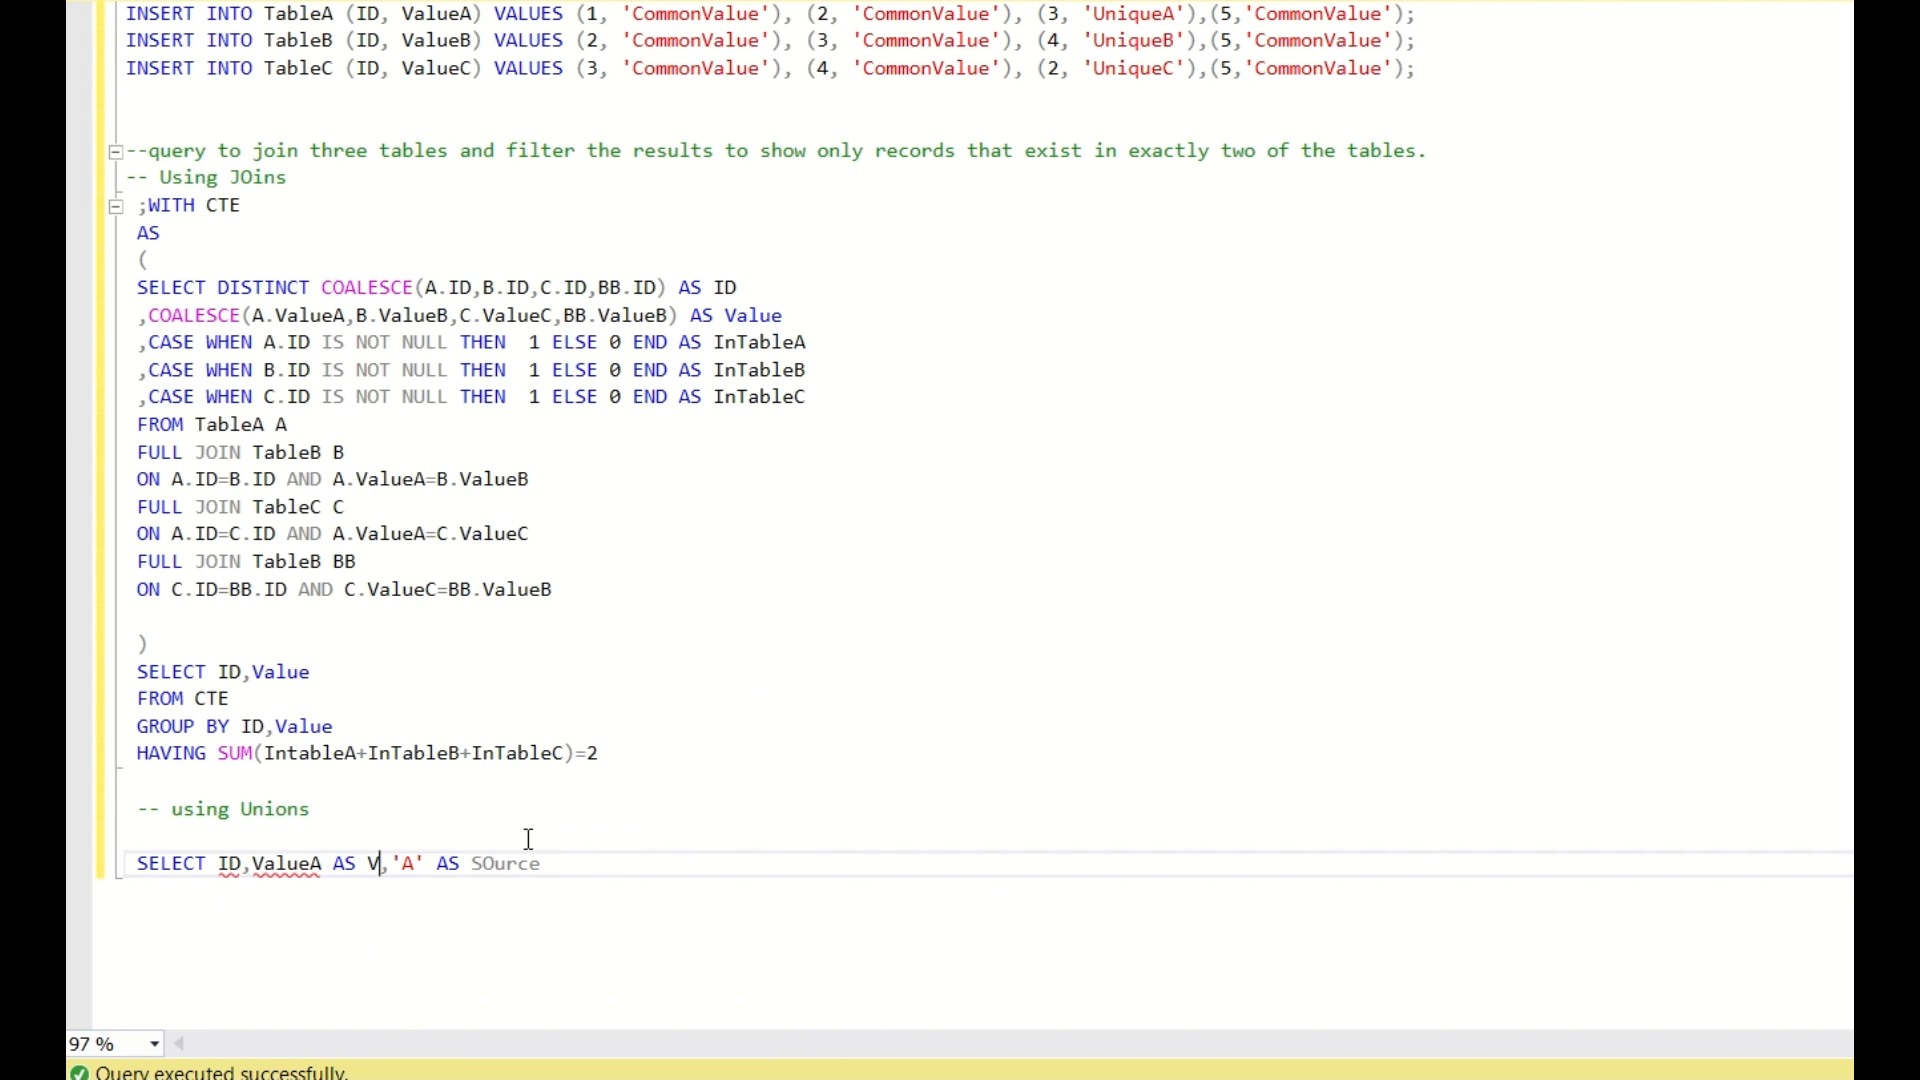 INSERT INTO TableA (ID, ValueA) VALUES (1, 'CommonValue'), (2, 'CommonValue'), (3, 'UniqueA'),(5,'CommonValue');
INSERT INTO TableB (ID, ValueB) VALUES (2, 'CommonValue'), (3, 'CommonValue'), (4, 'UniqueB'),(5,'CommonValue');
INSERT INTO TableC (ID, ValueC) VALUES (3, 'CommonValue'), (4, 'CommonValue'), (2, 'UniqueC'),(5,'CommonValue');
--query to join three tables and filter the results to show only records that exist in exactly two of the tables.
-- Using JOins
;WITH CTE
AS
(
SELECT DISTINCT COALESCE(A.ID,B.ID,C.ID,BB.ID) AS ID
,COALESCE(A.ValueA,B.ValueB,C.ValueC,BB.ValueB) AS Value
,CASE WHEN A.ID IS NOT NULL THEN  1 ELSE 0 END AS InTableA
,CASE WHEN B.ID IS NOT NULL THEN  1 ELSE 0 END AS InTableB
,CASE WHEN C.ID IS NOT NULL THEN  1 ELSE 0 END AS InTableC
FROM TableA A
FULL JOIN TableB B
ON A.ID=B.ID AND A.ValueA=B.ValueB
FULL JOIN TableC C
ON A.ID=C.ID AND A.ValueA=C.ValueC
FULL JOIN TableB BB
ON C.ID=BB.ID AND C.ValueC=BB.ValueB
)
SELECT ID,Value
FROM CTE
GROUP BY ID,Value
HAVING SUM(IntableA+InTableB+InTableC)=2
-- using Unions
SELECT ID,ValueA AS V,'A' AS SOurce
97 %
Query executed successfully.